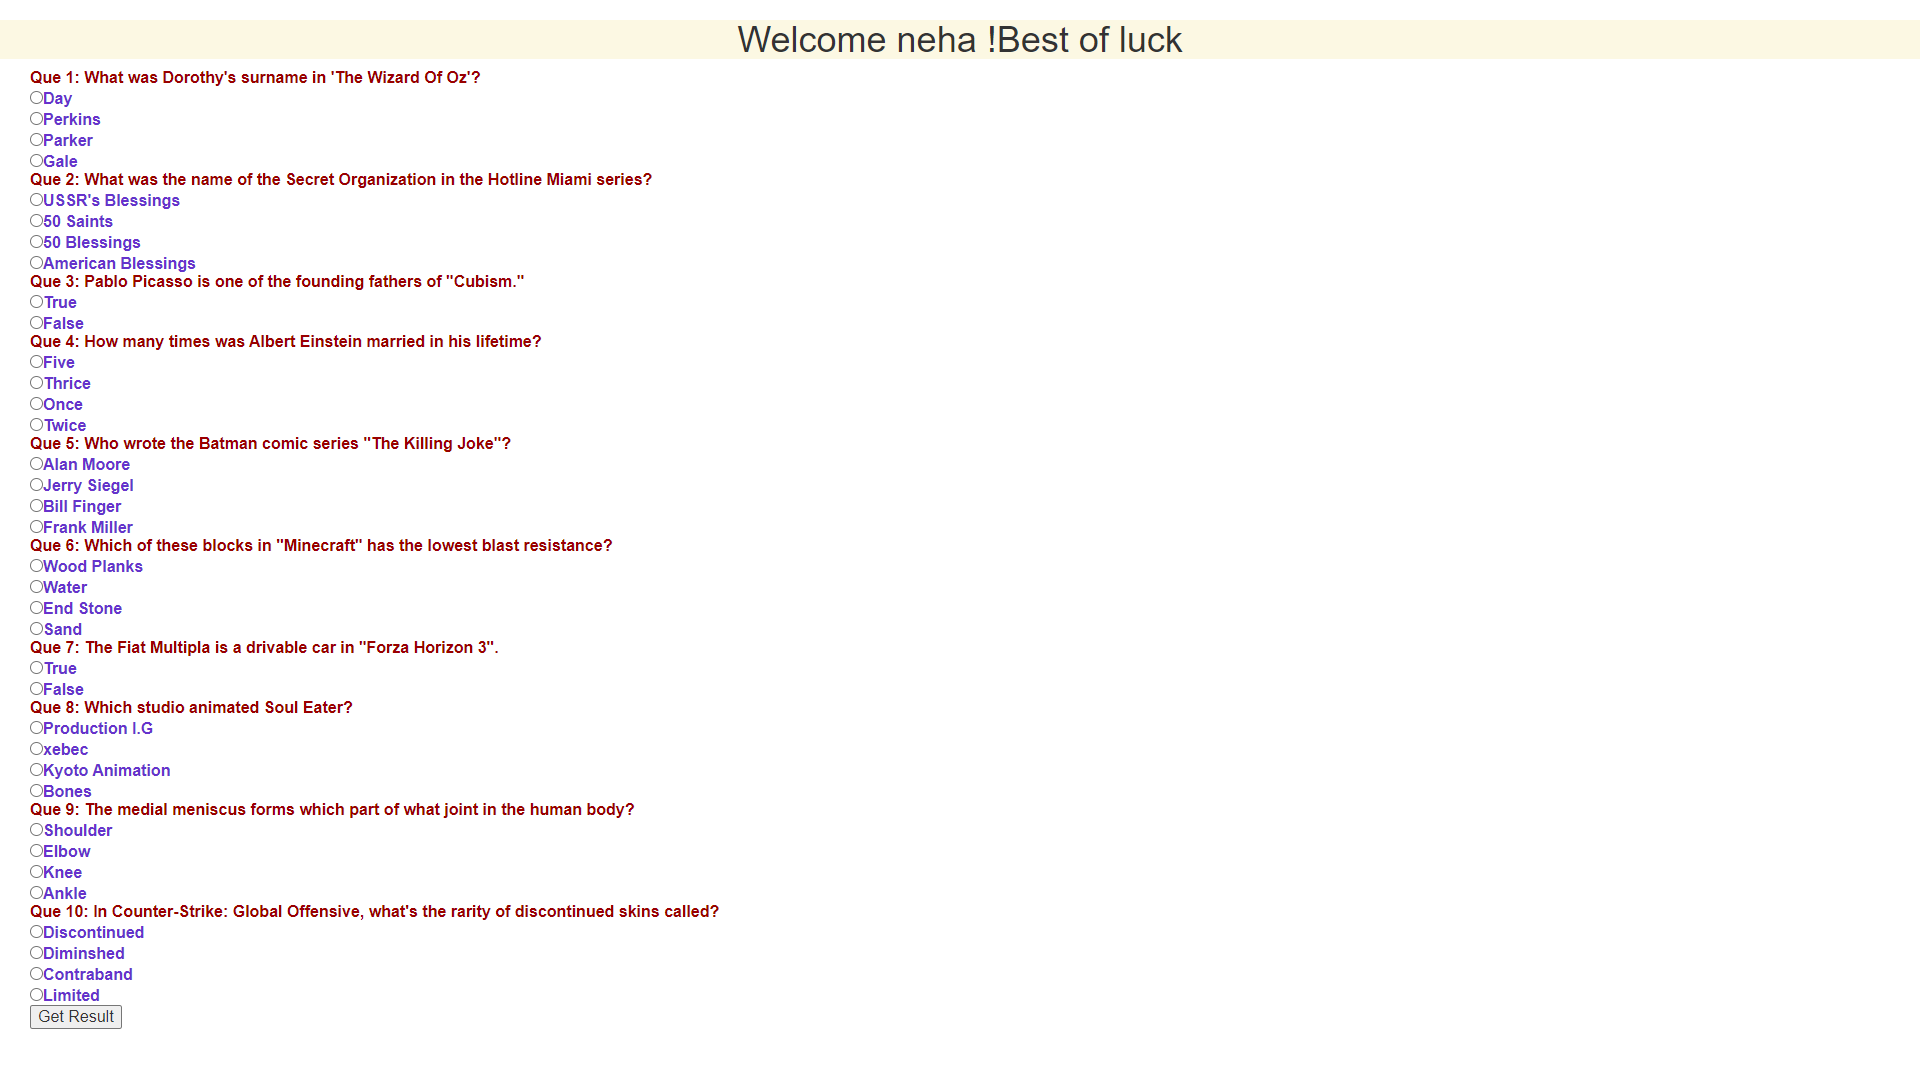 Welcome neha !Best of luck
Que 1: What was Dorothy's surname in 'The Wizard Of Oz'?
Day
Perkins
Parker
Gale
Que 2: What was the name of the Secret Organization in the Hotline Miami series?
USSR's Blessings
50 Saints
50 Blessings
American Blessings
Que 3: Pablo Picasso is one of the founding fathers of "Cubism."
True
False
Que 4: How many times was Albert Einstein married in his lifetime?
Five
Thrice
Once
Twice
Que 5: Who wrote the Batman comic series "The Killing Joke"?
Alan Moore
Jerry Siegel
Bill Finger
Frank Miller
Que 6: Which of these blocks in "Minecraft" has the lowest blast resistance?
Wood Planks
Water
End Stone
Sand
Que 7: The Fiat Multipla is a drivable car in "Forza Horizon 3".
True
False
Que 8: Which studio animated Soul Eater?
Production I.G
xebec
Kyoto Animation
Bones
Que 9: The medial meniscus forms which part of what joint in the human body?
Shoulder
Elbow
Knee
Ankle
Que 10: In Counter-Strike: Global Offensive, what's the rarity of discontinued skins called?
Discontinued
Diminshed
Contraband
Limited
Get Result